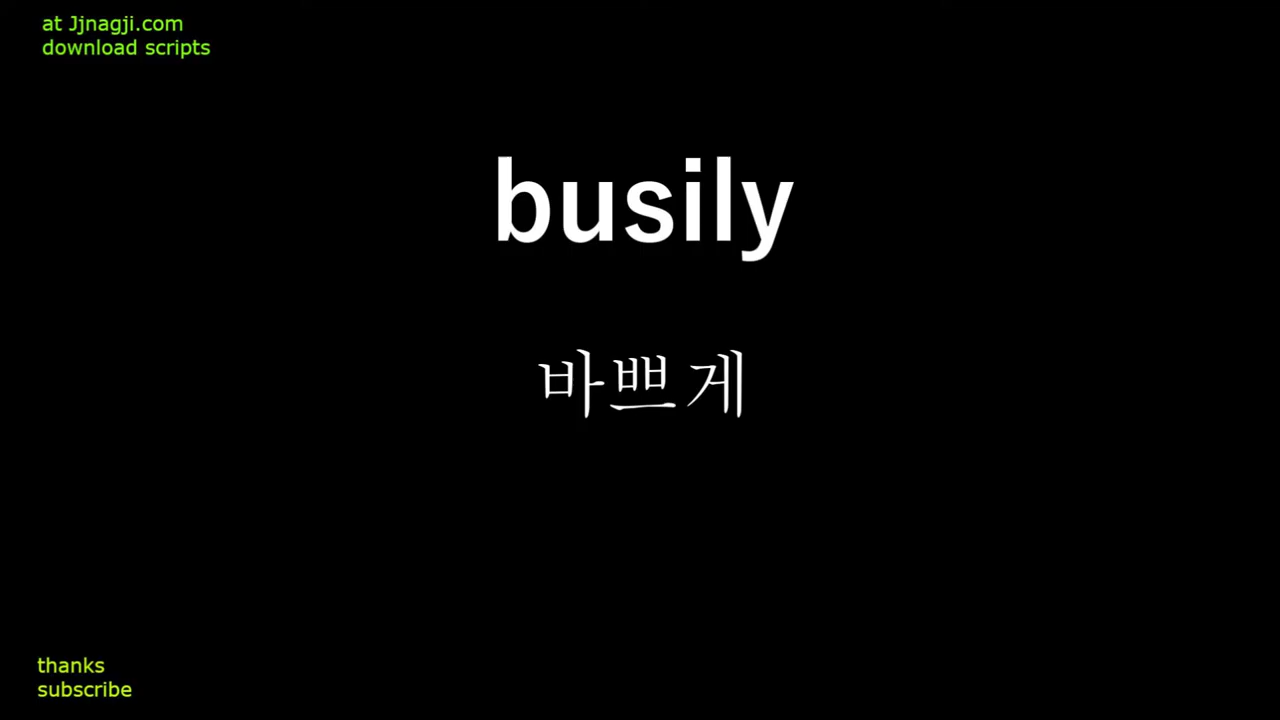 at Jjnagji.com
download scripts
busily
바쁘게
thanks
subscribe